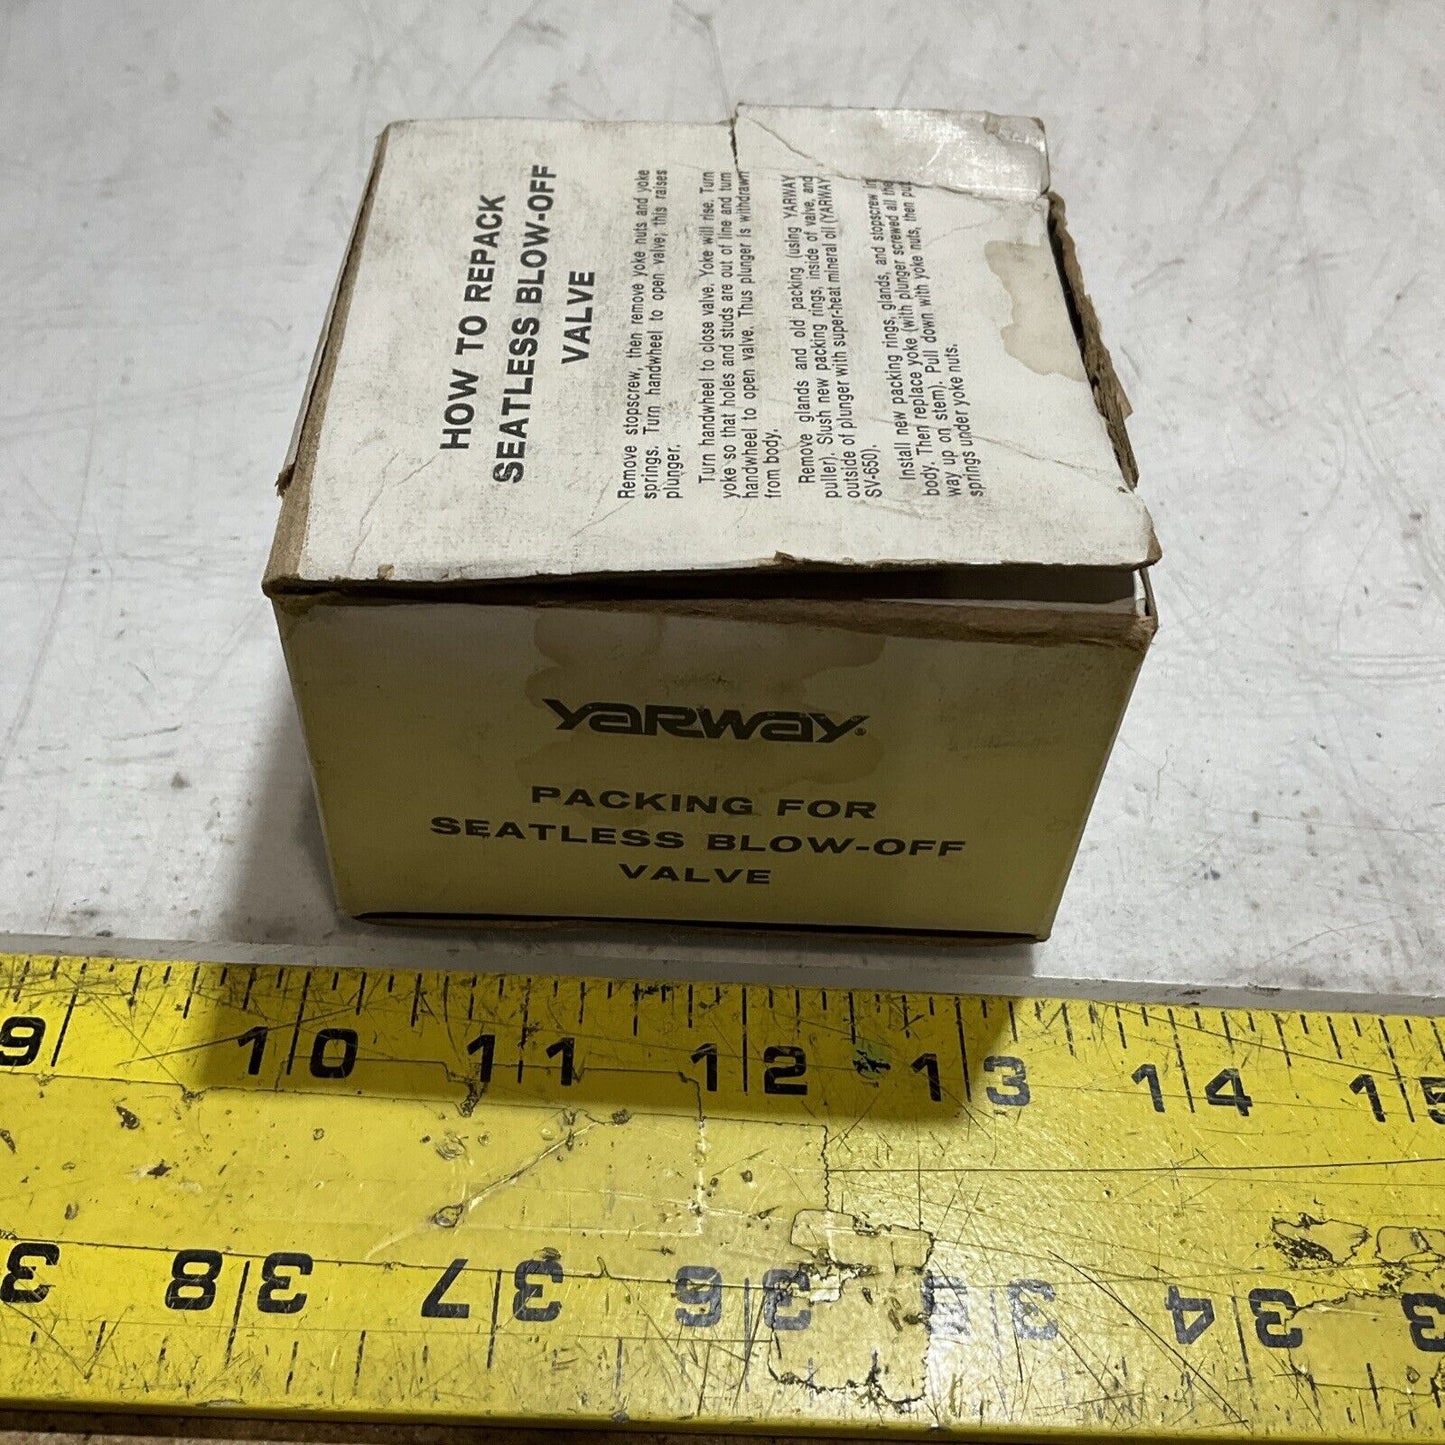 HOW TO REPACK
SEATLESS BLOW-OFF
VALVE
Remove stopscrew, then remove yoke nuts and yoke
springs. Turn handwheel to open valve; this raises
plunger.
Turn handwheel to close valve. Yoke will rise. Turn
yoke so that holes and studs are out of line and turn
handwheel to open valve. Thus plunger is withdrawn
from body.
Remove glands and old packing (using YARWAY
puller). Slush new packing rings, inside of valve, and
outside of plunger with super-heat mineral oil (YARWAY
SV-650).
Install new packing rings, glands, and stopscrew in
body. Then replace yoke (with plunger screwed all the
way up on stem). Pull down with yoke nuts, then put
springs under yoke nuts.
YARWAY®
PACKING FOR
SEATLESS BLOW-OFF
VALVE
9 10 11 12 13 14 15
3 38 37 36 35 34 3